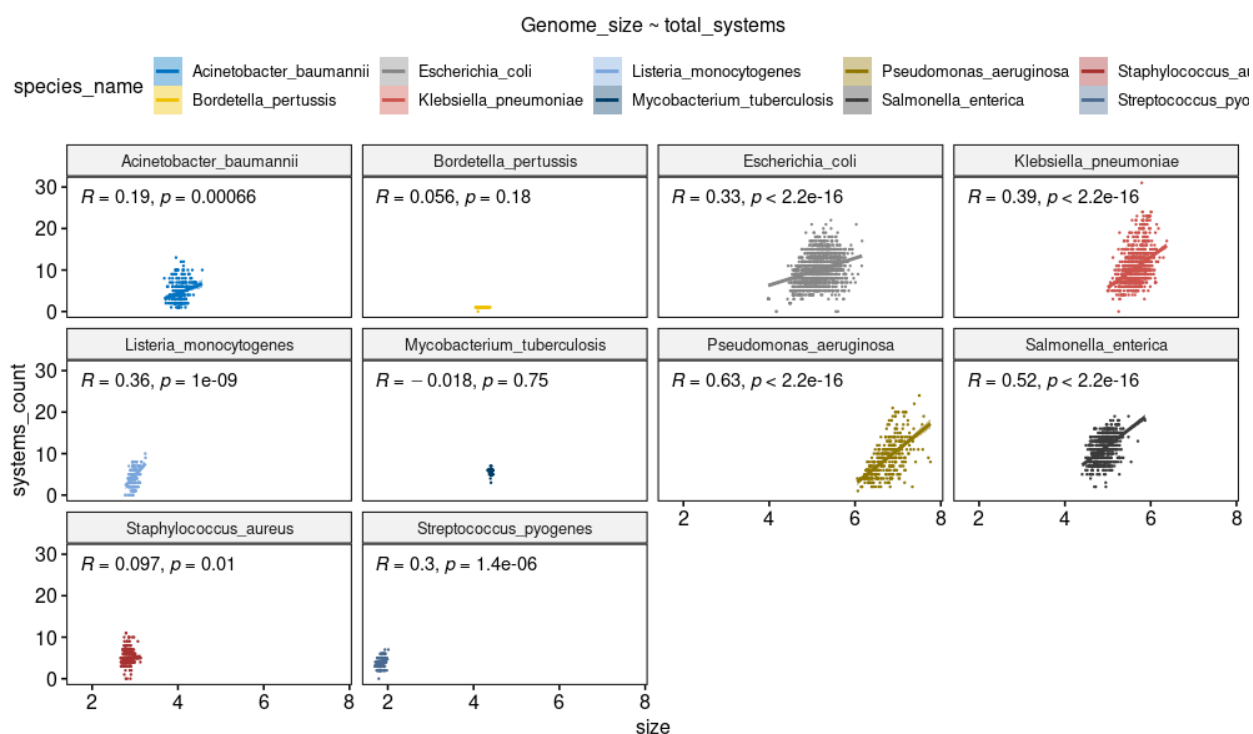 Genome_size ~ total_systems
species_name
Acinetobacter_baumannii
Escherichia_coli
Listeria_monocytogenes
Pseudomonas_aeruginosa
Staphylococcus_au
Bordetella_pertussis
Klebsiella_pneumoniae
Mycobacterium_tuberculosis
Salmonella_enterica
Streptococcus_pyo
Acinetobacter_baumannii
Bordetella_pertussis
Escherichia_coli
Klebsiella_pneumoniae
R = 0.19, p = 0.00066
R = 0.056, p = 0.18
R = 0.33, p < 2.2e-16
R = 0.39, p < 2.2e-16
30
20
10
0
Listeria_monocytogenes
Mycobacterium_tuberculosis
Pseudomonas_aeruginosa
Salmonella_enterica
R = 0.36, p = 1e-09
R = − 0.018, p = 0.75
R = 0.63, p < 2.2e-16
R = 0.52, p < 2.2e-16
30
20
10
0
systems_count
2 4 6 8
2 4 6 8
Staphylococcus_aureus
Streptococcus_pyogenes
R = 0.097, p = 0.01
R = 0.3, p = 1.4e-06
30
20
10
0
2 4 6 8
2 4 6 8
size